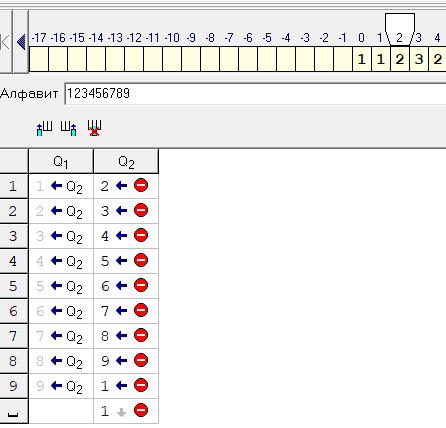 -17 -16 -15 -14 -13 -12 -11 -10 -9 -8 -7 -6 -5 -4 -3 -2 -1 0 1 2 3 4
1 1 2 3 2
Алфавит 123456789
Q1 Q2
1 1 ← Q2 2 ←
2 2 ← Q2 3 ←
3 3 ← Q2 4 ←
4 4 ← Q2 5 ←
5 5 ← Q2 6 ←
6 6 ← Q2 7 ←
7 7 ← Q2 8 ←
8 8 ← Q2 9 ←
9 9 ← Q2 1 ←
␣ 1 ↓